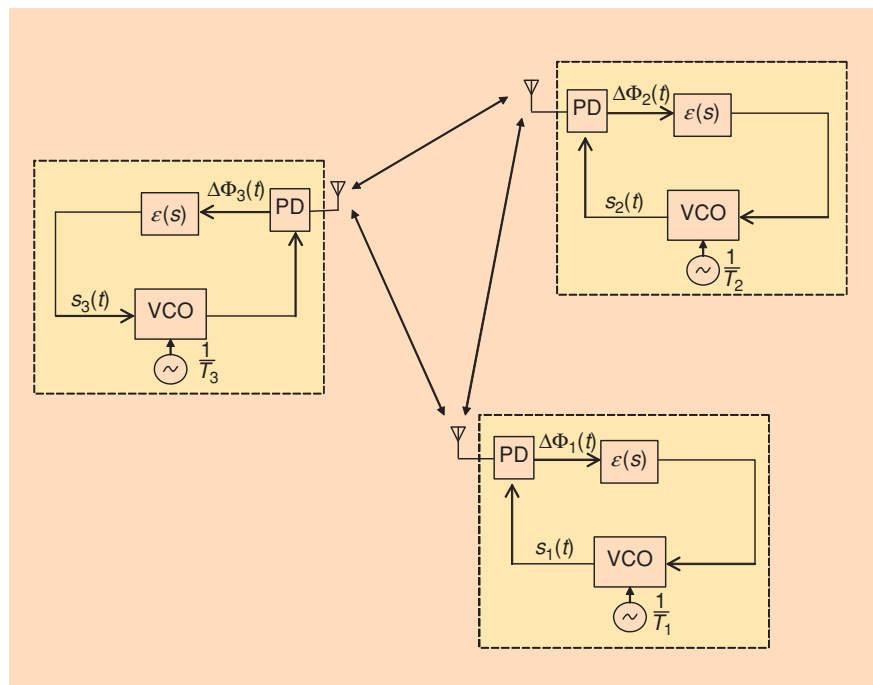 PD
ΔΦ2(t)
ε(s)
s2(t)
VCO
~
1/T2
ε(s)
ΔΦ3(t)
PD
s3(t)
VCO
~
1/T3
PD
ΔΦ1(t)
ε(s)
s1(t)
VCO
~
1/T1